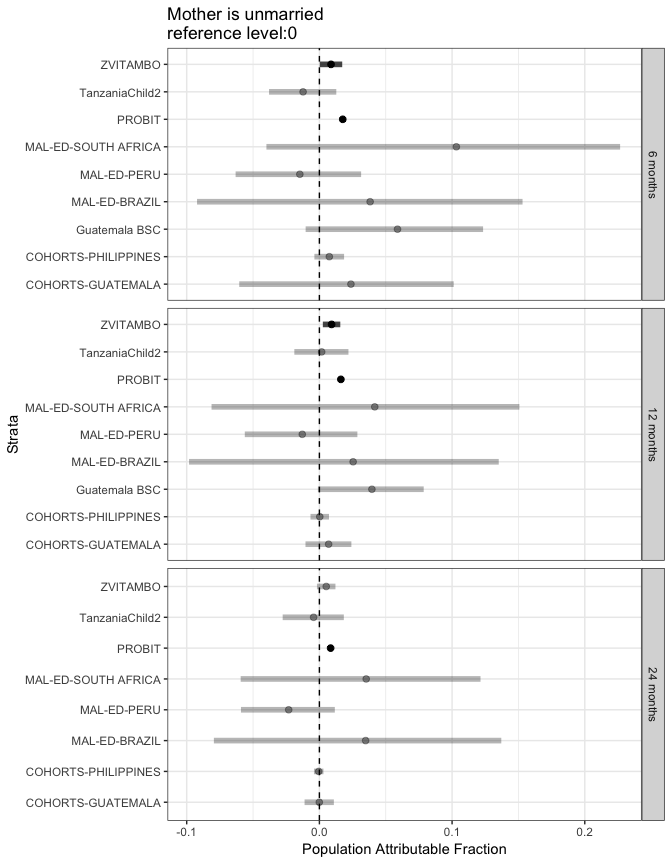 Mother is unmarried
reference level:0
Strata
ZVITAMBO
TanzaniaChild2
PROBIT
MAL-ED-SOUTH AFRICA
MAL-ED-PERU
MAL-ED-BRAZIL
Guatemala BSC
COHORTS-PHILIPPINES
COHORTS-GUATEMALA
6 months
ZVITAMBO
TanzaniaChild2
PROBIT
MAL-ED-SOUTH AFRICA
MAL-ED-PERU
MAL-ED-BRAZIL
Guatemala BSC
COHORTS-PHILIPPINES
COHORTS-GUATEMALA
12 months
ZVITAMBO
TanzaniaChild2
PROBIT
MAL-ED-SOUTH AFRICA
MAL-ED-PERU
MAL-ED-BRAZIL
COHORTS-PHILIPPINES
COHORTS-GUATEMALA
24 months
-0.1 0.0 0.1 0.2
Population Attributable Fraction